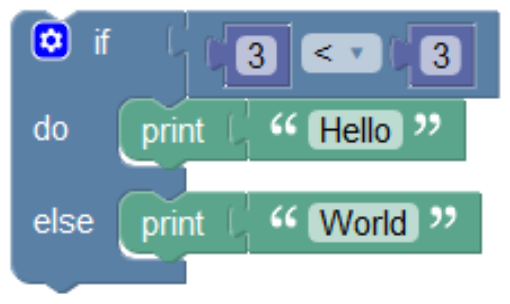 if 3 < 3
do print “ Hello ”
else print “ World ”